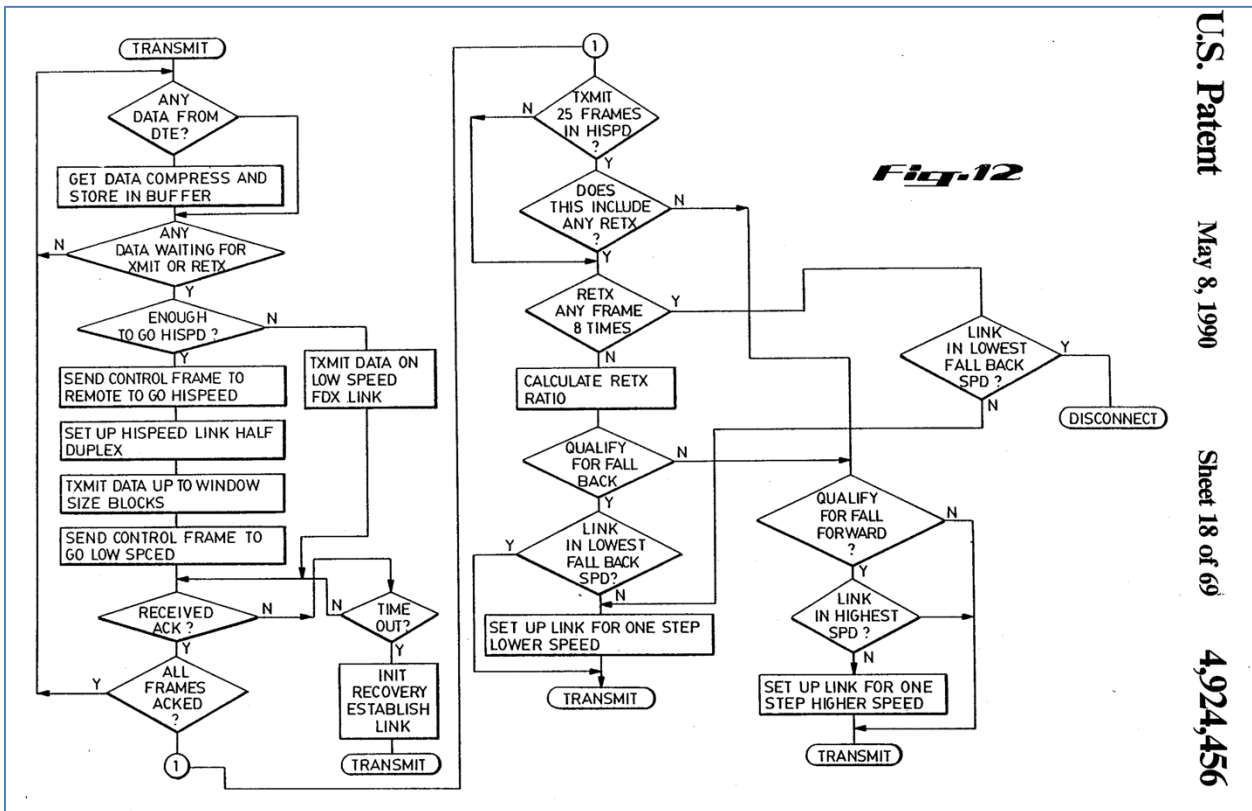 TRANSMIT
ANY
DATA FROM
DTE?
GET DATA COMPRESS AND
STORE IN BUFFER
N
ANY
DATA WAITING FOR
XMIT OR RETX
Y
ENOUGH
TO GO HISPD ?
N
Y
SEND CONTROL FRAME TO
REMOTE TO GO HISPEED
TXMIT DATA ON
LOW SPEED
FDX LINK
SET UP HISPEED LINK HALF
DUPLEX
TXMIT DATA UP TO WINDOW
SIZE BLOCKS
SEND CONTROL FRAME TO
GO LOW SPCED
RECEIVED
ACK ?
N
Y
N
TIME
OUT?
Y
INIT
RECOVERY
ESTABLISH
LINK
TRANSMIT
Y
ALL
FRAMES
ACKED
?
1
1
N
TXMIT
25 FRAMES
IN HISPD
?
Y
DOES
THIS INCLUDE
ANY RETX
?
N
Y
RETX
ANY FRAME
8 TIMES
Y
N
CALCULATE RETX
RATIO
QUALIFY
FOR FALL
BACK
N
Y
Y
LINK
IN LOWEST
FALL BACK
SPD?
N
SET UP LINK FOR ONE STEP
LOWER SPEED
TRANSMIT
LINK
IN LOWEST
FALL BACK
SPD ?
Y
N
DISCONNECT
QUALIFY
FOR FALL
FORWARD
?
N
Y
LINK
IN HIGHEST
SPD ?
N
SET UP LINK FOR ONE
STEP HIGHER SPEED
TRANSMIT
Fig.12
U.S. Patent May 8, 1990 Sheet 18 of 69 4,924,456